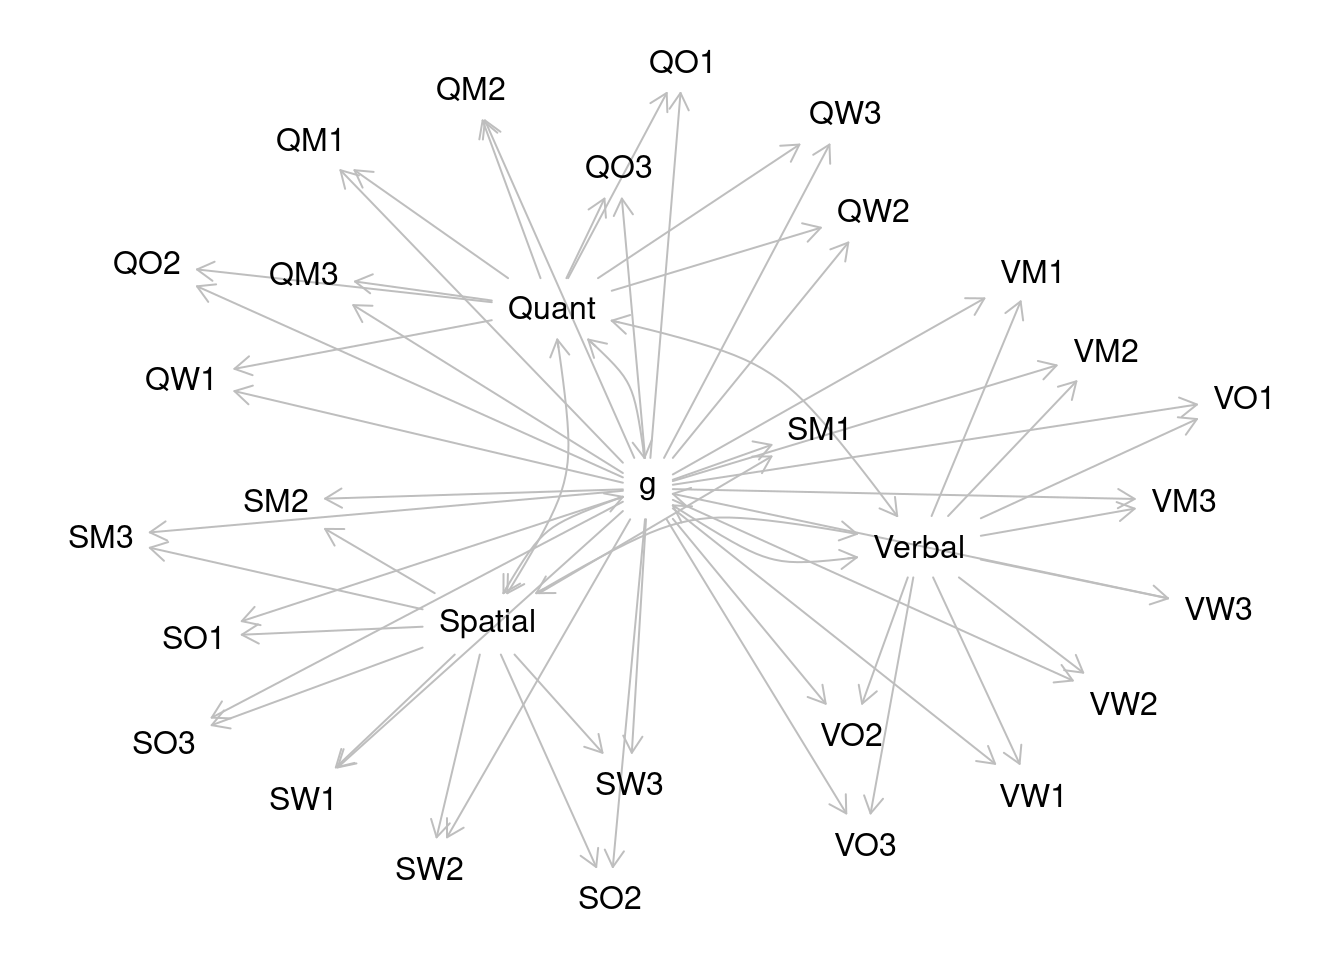 QO1
QM2
QW3
QM1
QO3
QW2
QO2
QM3
VM1
Quant
VM2
QW1
VO1
SM1
g
SM2
VM3
SM3
Verbal
VW3
Spatial
SO1
VW2
VO2
SO3
SW3
VW1
SW1
VO3
SW2
SO2